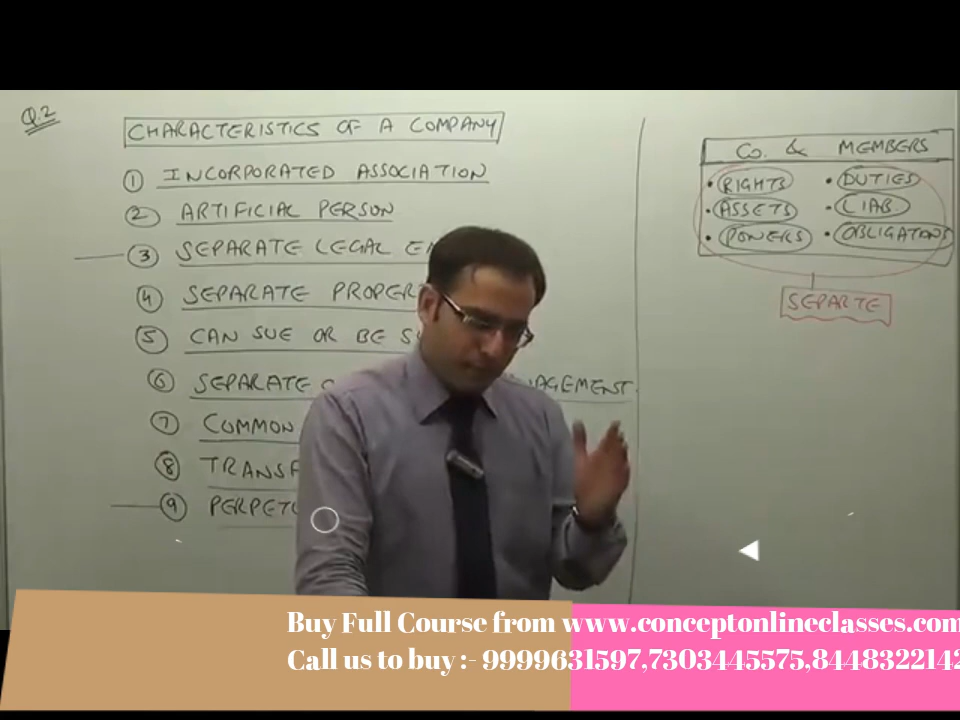 Q.2
CHARACTERISTICS OF A COMPANY
1 INCORPORATED ASSOCIATION
2 ARTIFICIAL PERSON
3 SEPARATE LEGAL
4 SEPARATE
5 CAN SUE OR BE
6 SEPARATE
7 COMMON
8
9
CO. & MEMBERS
• RIGHTS • DUTIES
• ASSETS • LIAB.
• POWERS • OBLIGATIONS
SEPARTE
Buy Full Course from www.conceptonlineclasses.com
Call us to buy :- 9999631597,7303445575,8448322142